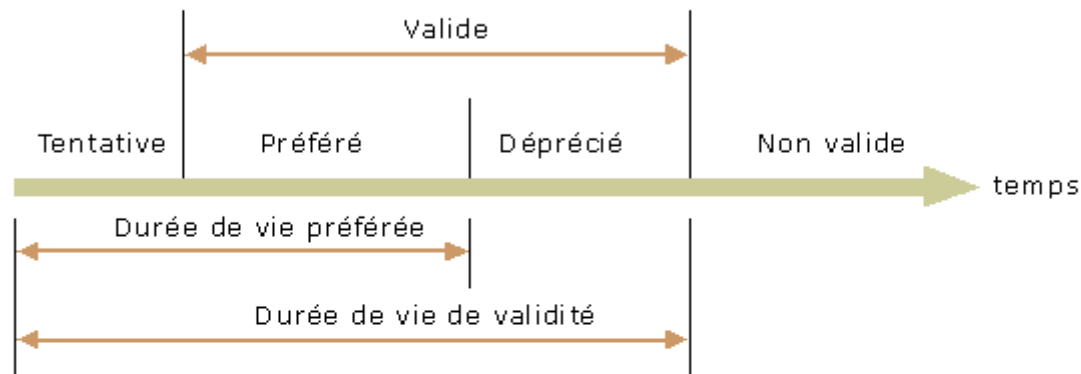 Valide
Tentative
Préféré
Déprécié
Non valide
temps
Durée de vie préférée
Durée de vie de validité